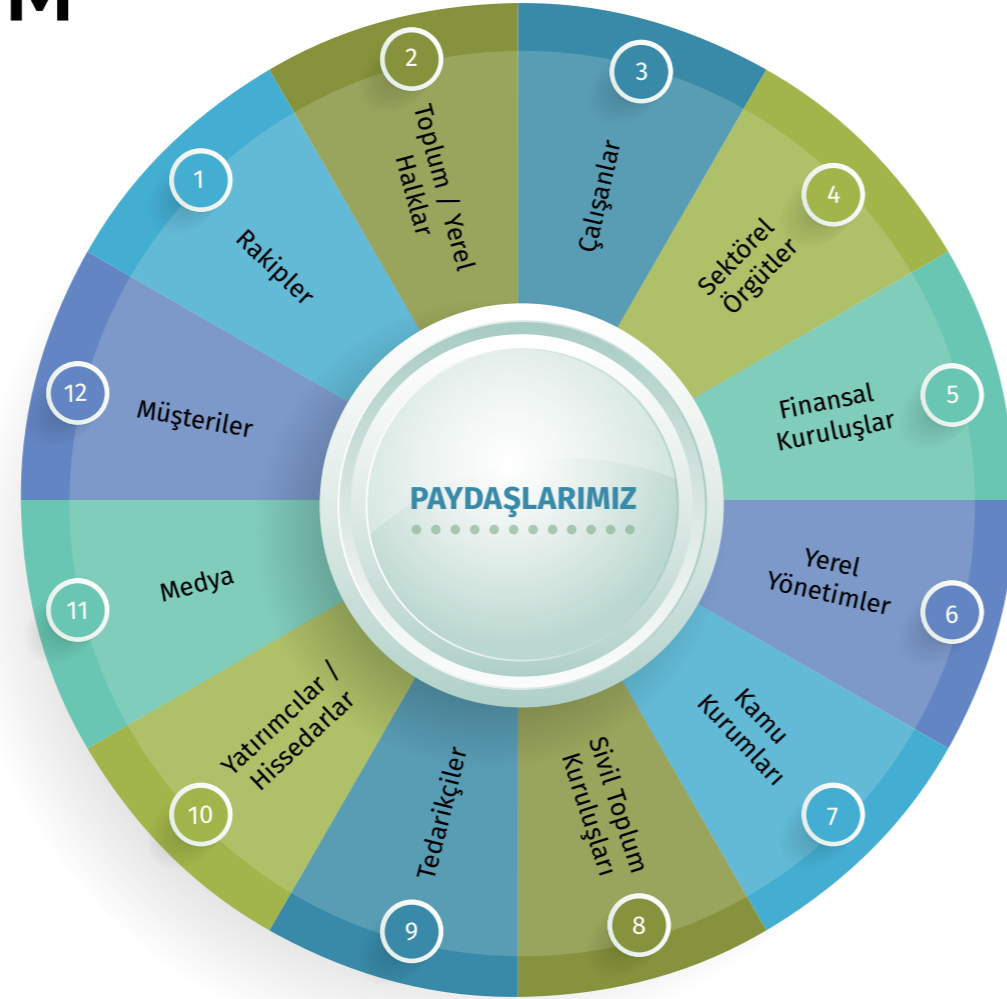 M
PAYDAŞLARIMIZ
1
Rakipler
2
Toplum / Yerel
Halklar
3
Çalışanlar
4
Sektörel
Örgütler
5
Finansal
Kuruluşlar
6
Yerel
Yönetimler
7
Kamu
Kurumları
8
Sivil Toplum
Kuruluşları
9
Tedarikçiler
10
Yatırımcılar /
Hissedarlar
11
Medya
12
Müşteriler